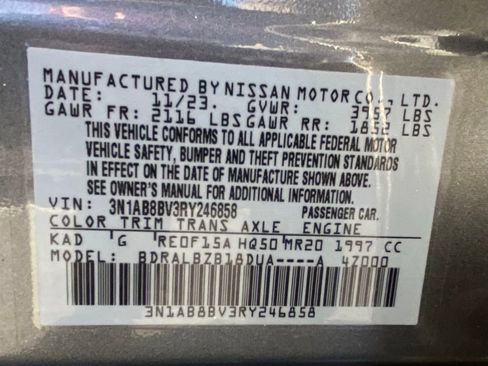 MANUFACTURED BY NISSAN MOTOR CO., LTD.
DATE: 11/23. GVWR: 3957 LBS
GAWR FR: 2116 LBS GAWR RR: 1852 LBS
THIS VEHICLE CONFORMS TO ALL APPLICABLE FEDERAL MOTOR
VEHICLE SAFETY, BUMPER AND THEFT PREVENTION STANDARDS
IN EFFECT ON THE DATE OF MANUFACTURE SHOWN ABOVE.
SEE OWNER'S MANUAL FOR ADDITIONAL INFORMATION.
VIN: 3N1AB8BV3RY246858 PASSENGER CAR.
COLOR TRIM TRANS AXLE ENGINE
KAD G RE0F15A HQ50 MR20 1997 CC
MODEL: BDRALBZB18DUA----A 47000
3N1AB8BV3RY246858